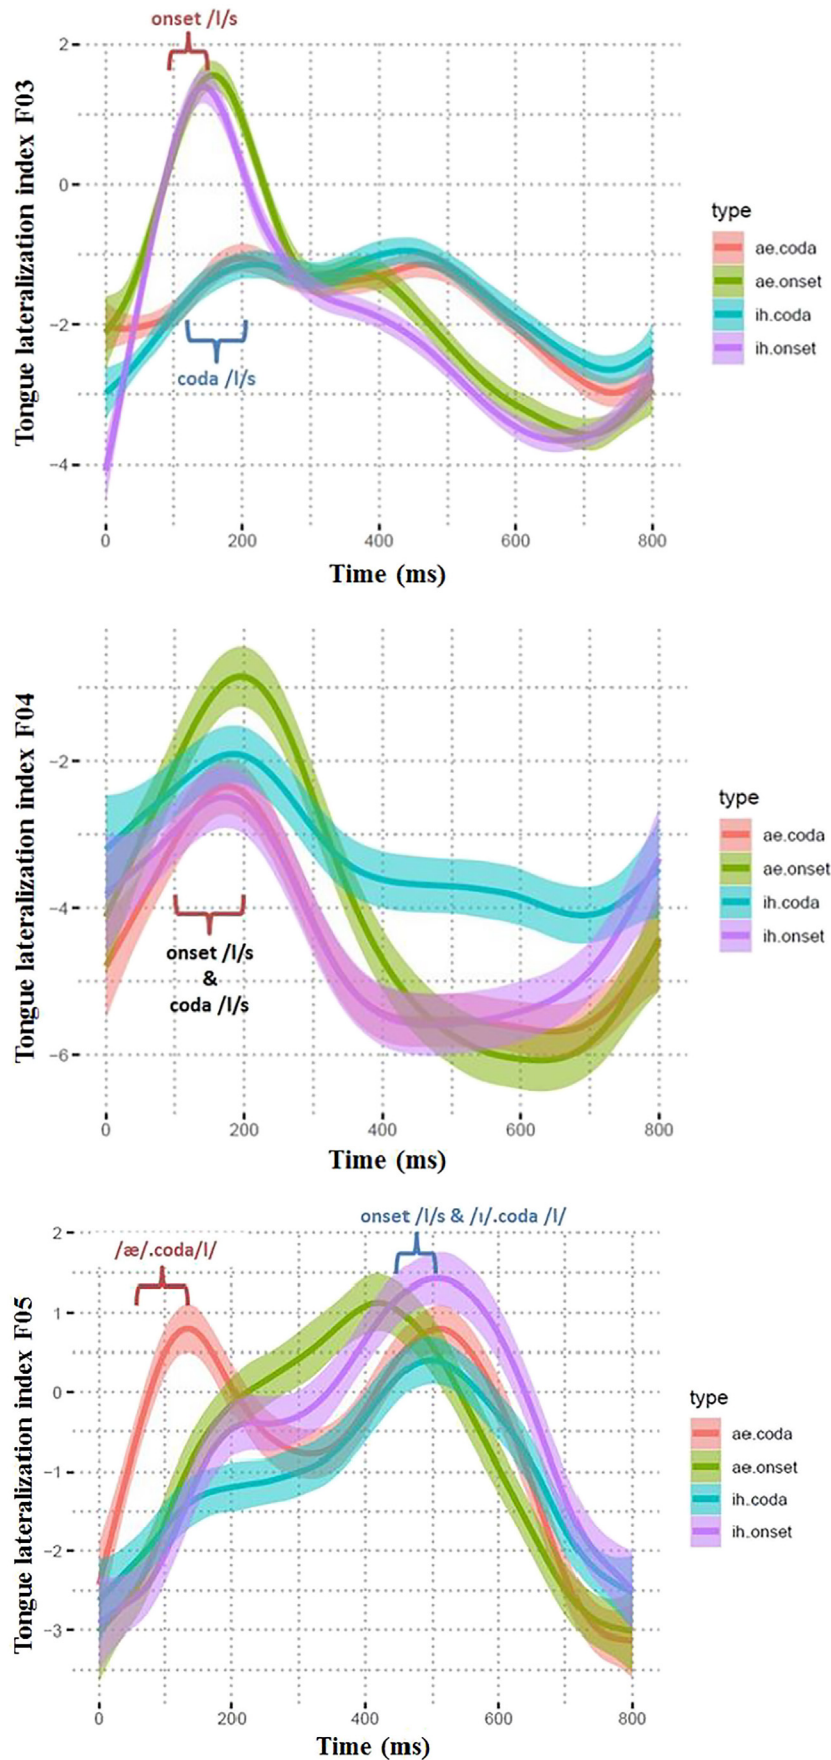 onset /l/s
Tongue lateralization index F03
2
0
−2
−4
coda /l/s
0 200 400 600 800
Time (ms)
type
ae.coda
ae.onset
ih.coda
ih.onset
Tongue lateralization index F04
−2
−4
−6
onset /l/s
&
coda /l/s
0 200 400 600 800
Time (ms)
type
ae.coda
ae.onset
ih.coda
ih.onset
onset /l/s & /ɪ/.coda /l/
/æ/.coda/l/
Tongue lateralization index F05
2
1
0
−1
−2
−3
0 200 400 600 800
Time (ms)
type
ae.coda
ae.onset
ih.coda
ih.onset